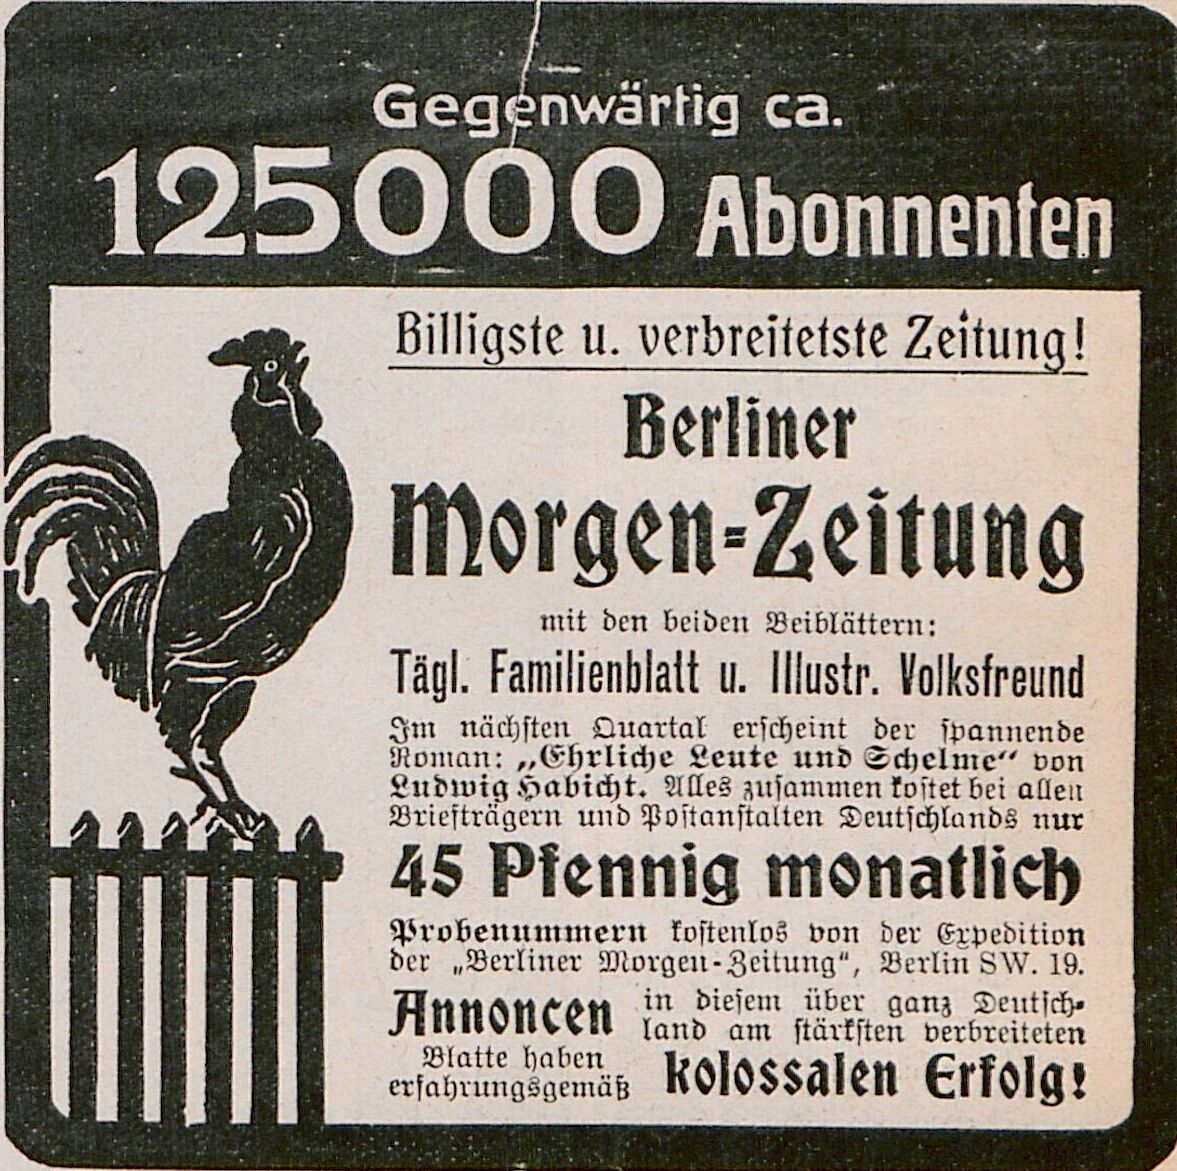 Gegenwärtig ca.
125000 Abonnenten
Billigste u. verbreitetste Zeitung!
Berliner
Morgen-Zeitung
mit den beiden Beiblättern:
Tägl. Familienblatt u. Illustr. Volksfreund
Im nächsten Quartal erscheint der spannende
Roman: „Ehrliche Leute und Schelme“ von
Ludwig Habicht. Alles zusammen kostet bei allen
Briefträgern und Postanstalten Deutschlands nur
45 Pfennig monatlich
Probenummern kostenlos von der Expedition
der „Berliner Morgen-Zeitung“, Berlin SW. 19.
Annoncen in diesem über ganz Deutsch-
land am stärksten verbreiteten
Blatte haben
erfahrungsgemäß kolossalen Erfolg!